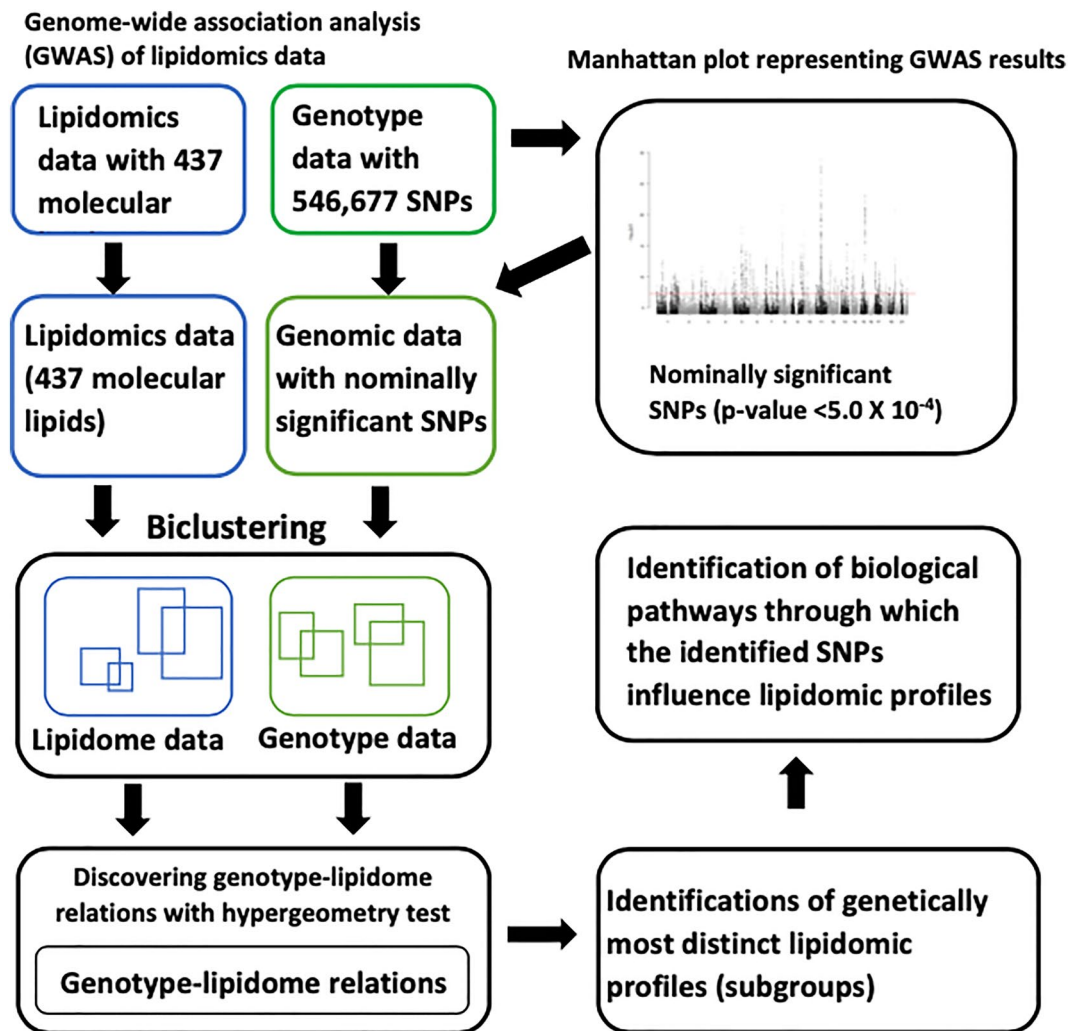 Genome-wide association analysis
(GWAS) of lipidomics data
Manhattan plot representing GWAS results
Lipidomics
data with 437
molecular
Genotype
data with
546,677 SNPs
Nominally significant
SNPs (p-value <5.0 X 10⁻⁴)
Lipidomics data
(437 molecular
lipids)
Genomic data
with nominally
significant SNPs
Biclustering
Lipidome data
Genotype data
Identification of biological
pathways through which
the identified SNPs
influence lipidomic profiles
Discovering genotype-lipidome
relations with hypergeometry test
Genotype-lipidome relations
Identifications of genetically
most distinct lipidomic
profiles (subgroups)